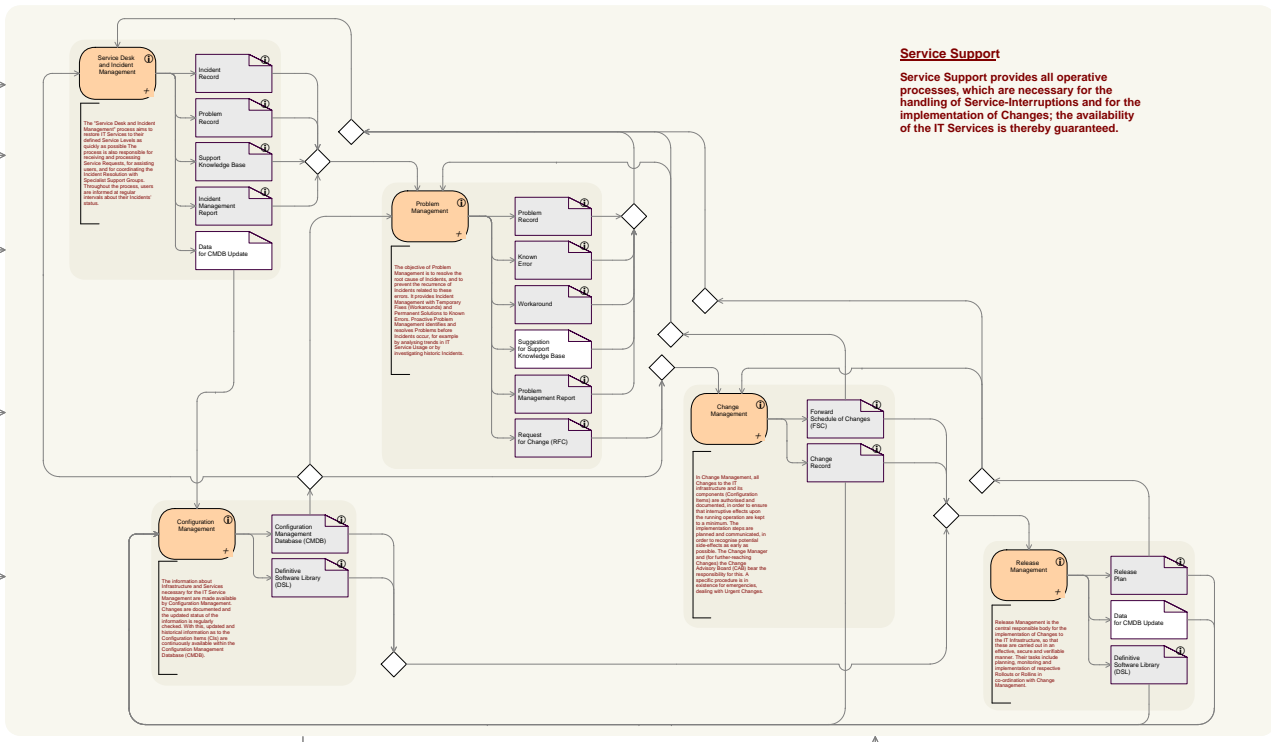 Service Support
Service Support provides all operative
processes, which are necessary for the
handling of Service-Interruptions and for the
implementation of Changes; the availability
of the IT Services is thereby guaranteed.
Service Desk
and Incident
Management
Incident
Record
Problem
Record
Support
Knowledge Base
Incident
Management
Report
Data
for CMDB Update
The "Service Desk and Incident
Management" process aims to
restore IT Services to their
defined Service Levels as
quickly as possible The
process is also responsible for
receiving and processing
Service Requests, for assisting
users, and for coordinating the
Incident Resolution with
Specialist Support Groups.
Throughout the process, users
are informed at regular
intervals about their Incidents'
status.
Problem
Management
Problem
Record
Known
Error
Workaround
Suggestion
for Support
Knowledge Base
Problem
Management Report
Request
for Change (RFC)
The objective of Problem
Management is to resolve the
root cause of Incidents, and to
prevent the recurrence of
Incidents related to these
errors. It provides Incident
Management with Temporary
Fixes (Workarounds) and
Permanent Solutions to Known
Errors. Proactive Problem
Management identifies and
resolves Problems before
Incidents occur, for example
by analysing trends in IT
Service Usage or by
investigating historic Incidents.
Change
Management
Forward
Schedule of Changes
(FSC)
Change
Record
In Change Management, all
Changes to the IT
infrastructure and its
components (Configuration
Items) are authorised and
documented, in order to ensure
that interruptive effects upon
the running operation are kept
to a minimum. The
implementation steps are
planned and communicated, in
order to recognise potential
side-effects as early as
possible. The Change Manager
and (for further-reaching
Changes) the Change
Advisory Board (CAB) bear the
responsibility for this. A
specific procedure is in
existence for emergencies,
dealing with Urgent Changes.
Configuration
Management
Configuration
Management
Database (CMDB)
Definitive
Software Library
(DSL)
The information about
Infrastructure and Services
necessary for the IT Service
Management are made available
by Configuration Management.
Changes are documented and
the updated status of the
information is regularly
checked. With this, updated and
historical information as to the
Configuration Items (CIs) are
continuously available within the
Configuration Management
Database (CMDB).
Release
Management
Release
Plan
Data
for CMDB Update
Definitive
Software Library
(DSL)
Release Management is the
central responsible body for the
implementation of Changes to
the IT Infrastructure, so that
these are carried out in an
effective, secure and verifiable
manner. Their tasks include
planning, monitoring and
implementation of respective
Rollouts or Rollins in
co-ordination with Change
Management.